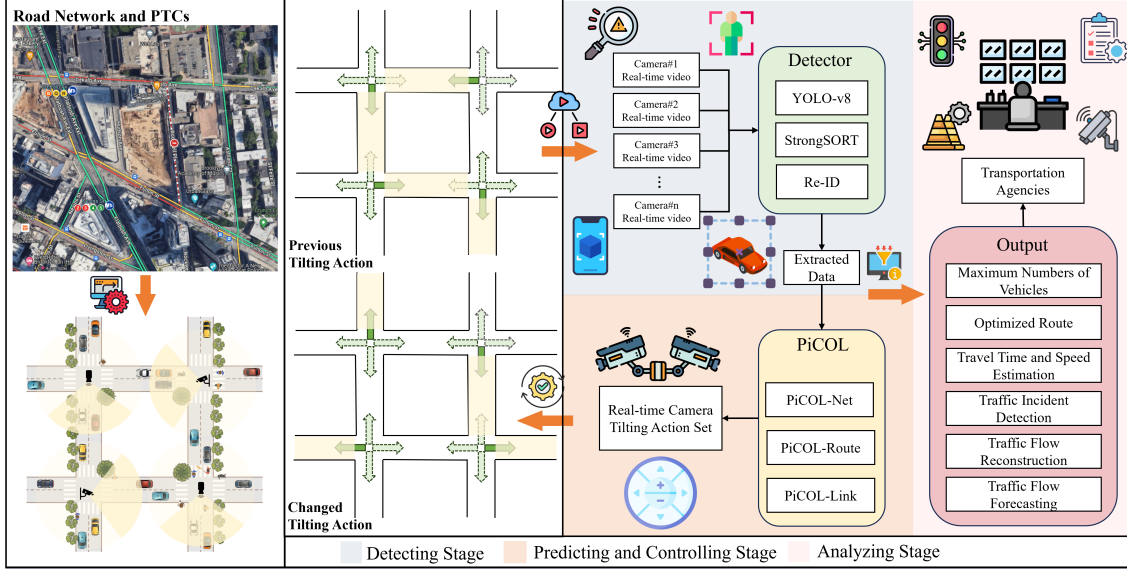 Road Network and PTCs
Previous
Tilting Action
Changed
Tilting Action
Camera#1
Real-time video
Camera#2
Real-time video
Camera#3
Real-time video
⋮
Camera#n
Real-time video
Detector
YOLO-v8
StrongSORT
Re-ID
Extracted
Data
PiCOL
PiCOL-Net
PiCOL-Route
PiCOL-Link
Real-time Camera
Tilting Action Set
Transportation
Agencies
Output
Maximum Numbers of
Vehicles
Optimized Route
Travel Time and Speed
Estimation
Traffic Incident
Detection
Traffic Flow
Reconstruction
Traffic Flow
Forecasting
Detecting Stage
Predicting and Controlling Stage
Analyzing Stage